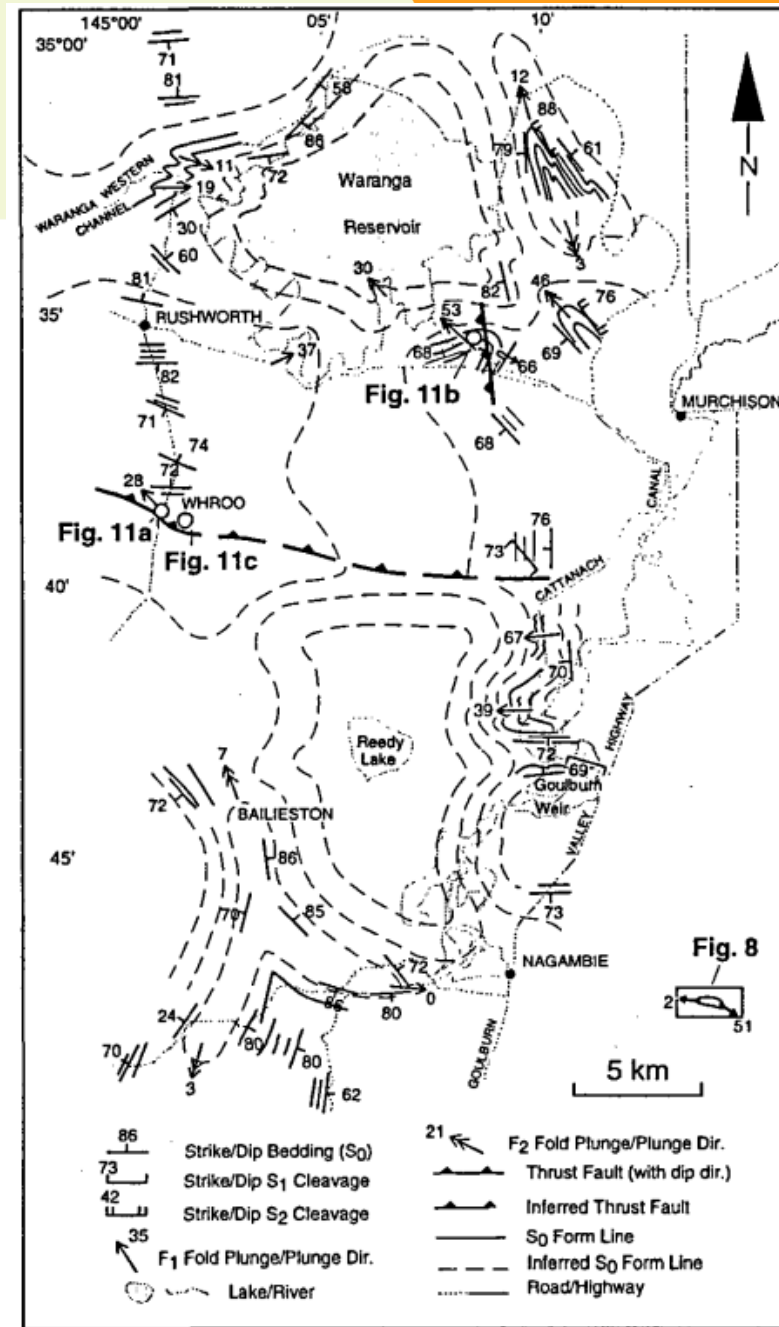 145°00'
05'
10'
35°00'
71
81
58
12
88
86
79
61
11
72
Waranga
WARANGA WESTERN
CHANNEL
19
Reservoir
30
60
3
30
46
81
82
76
35'
53
RUSHWORTH
37
68
69
66
82
Fig. 11b
MURCHISON
71
68
74
72
28
WHROO
CANAL
Fig. 11a
Fig. 11c
76
73
40'
CATTANACH
67
70
39
HIGHWAY
Reedy
Lake
72
7
69
Goulburn
Weir
72
BAILIESTON
VALLEY
45'
86
70
85
73
72
NAGAMBIE
Fig. 8
86
80
0
2
51
24
80
GOULBURN
70
80
3
5 km
62
N
86
Strike/Dip Bedding (S0)
73
Strike/Dip S1 Cleavage
42
Strike/Dip S2 Cleavage
35
F1 Fold Plunge/Plunge Dir.
Lake/River
21
F2 Fold Plunge/Plunge Dir.
Thrust Fault (with dip dir.)
Inferred Thrust Fault
S0 Form Line
Inferred S0 Form Line
Road/Highway